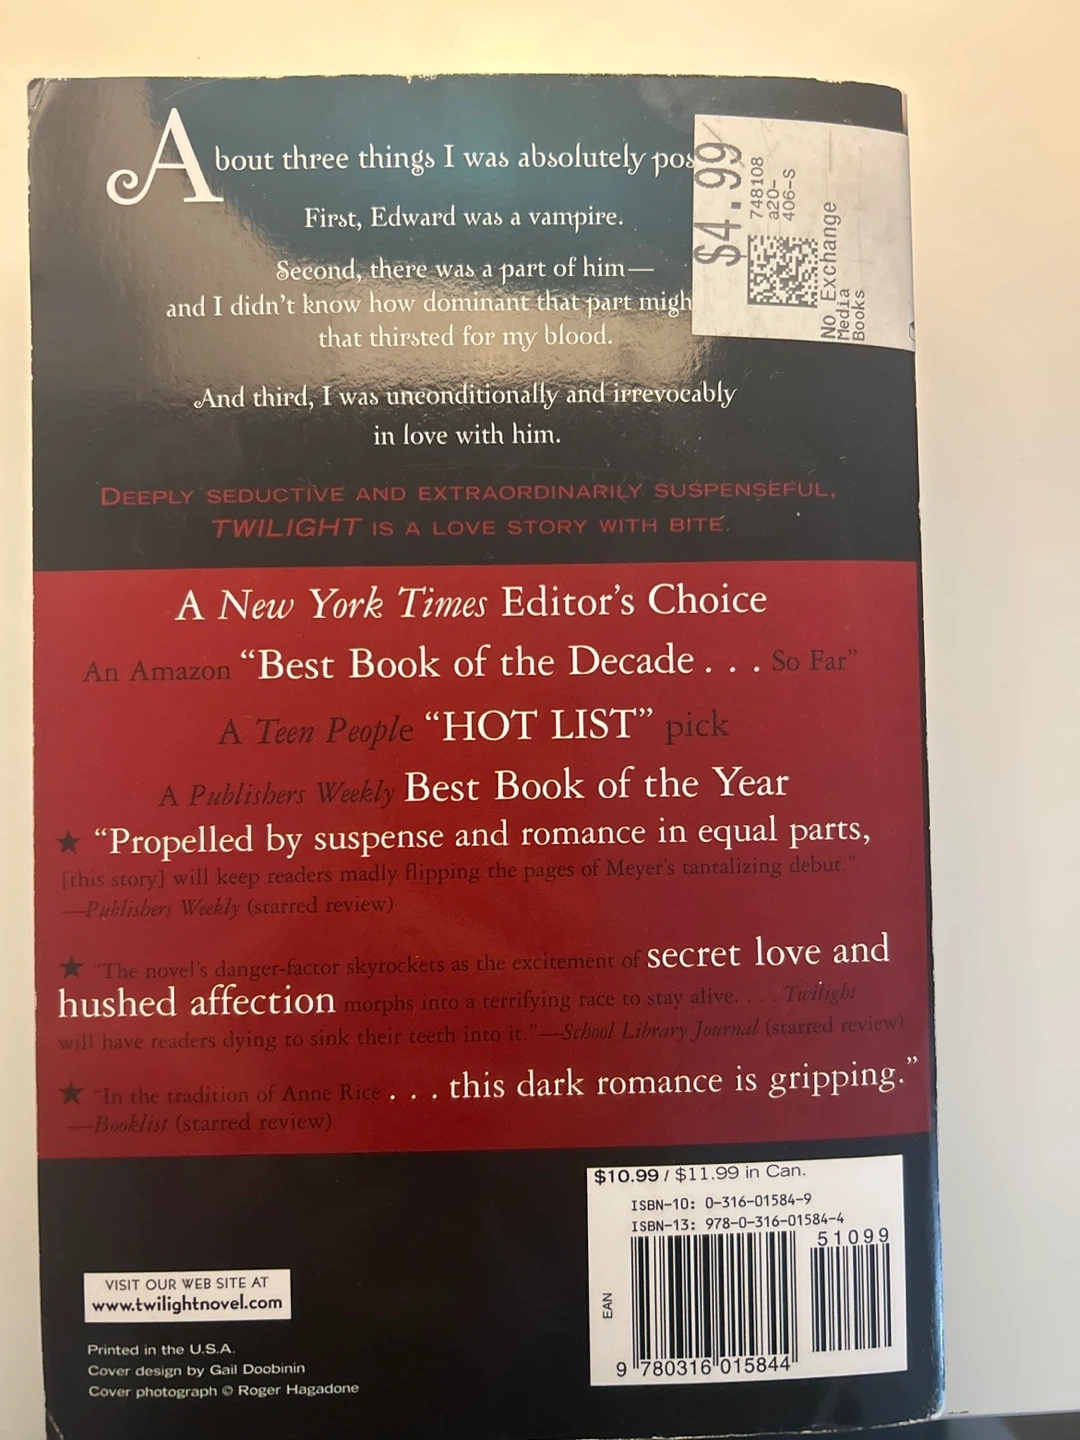 About three things I was absolutely pos
First, Edward was a vampire.
Second, there was a part of him—
and I didn't know how dominant that part migh
that thirsted for my blood.
And third, I was unconditionally and irrevocably
in love with him.
DEEPLY SEDUCTIVE AND EXTRAORDINARILY SUSPENSEFUL,
TWILIGHT IS A LOVE STORY WITH BITE.
$4.99
748108
a20-
406-S
No Exchange
Media
Books
A New York Times Editor's Choice
An Amazon “Best Book of the Decade . . . So Far”
A Teen People “HOT LIST” pick
A Publishers Weekly Best Book of the Year
★ “Propelled by suspense and romance in equal parts,
[this story] will keep readers madly flipping the pages of Meyer's tantalizing debut.”
—Publishers Weekly (starred review)
★ “The novel's danger-factor skyrockets as the excitement of secret love and
hushed affection morphs into a terrifying race to stay alive. . . . Twilight
will have readers dying to sink their teeth into it.”—School Library Journal (starred review)
★ “In the tradition of Anne Rice . . . this dark romance is gripping.”
—Booklist (starred review)
$10.99 / $11.99 in Can.
ISBN-10: 0-316-01584-9
ISBN-13: 978-0-316-01584-4
51099
EAN
9 780316 015844
VISIT OUR WEB SITE AT
www.twilightnovel.com
Printed in the U.S.A.
Cover design by Gail Doobinin
Cover photograph © Roger Hagadone